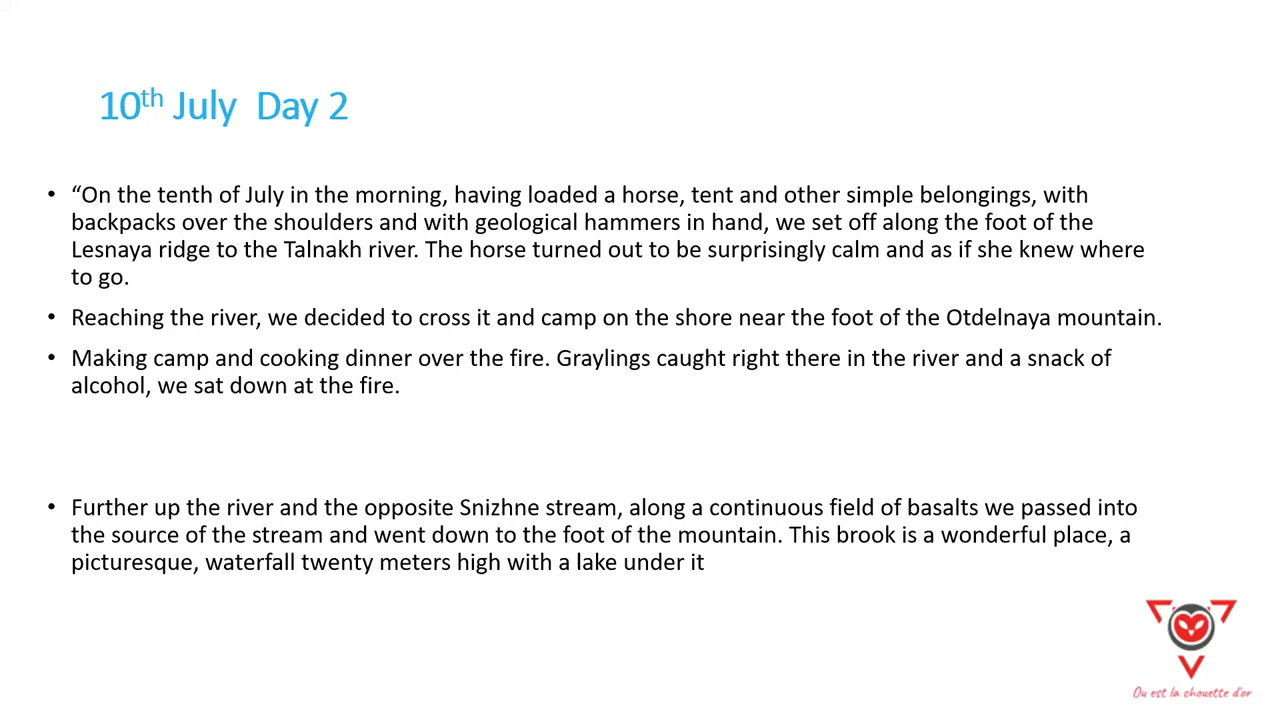 10th July Day 2
• “On the tenth of July in the morning, having loaded a horse, tent and other simple belongings, with
backpacks over the shoulders and with geological hammers in hand, we set off along the foot of the
Lesnaya ridge to the Talnakh river. The horse turned out to be surprisingly calm and as if she knew where
to go.
• Reaching the river, we decided to cross it and camp on the shore near the foot of the Otdelnaya mountain.
• Making camp and cooking dinner over the fire. Graylings caught right there in the river and a snack of
alcohol, we sat down at the fire.
• Further up the river and the opposite Snizhne stream, along a continuous field of basalts we passed into
the source of the stream and went down to the foot of the mountain. This brook is a wonderful place, a
picturesque, waterfall twenty meters high with a lake under it
Ou est la chouette d'or